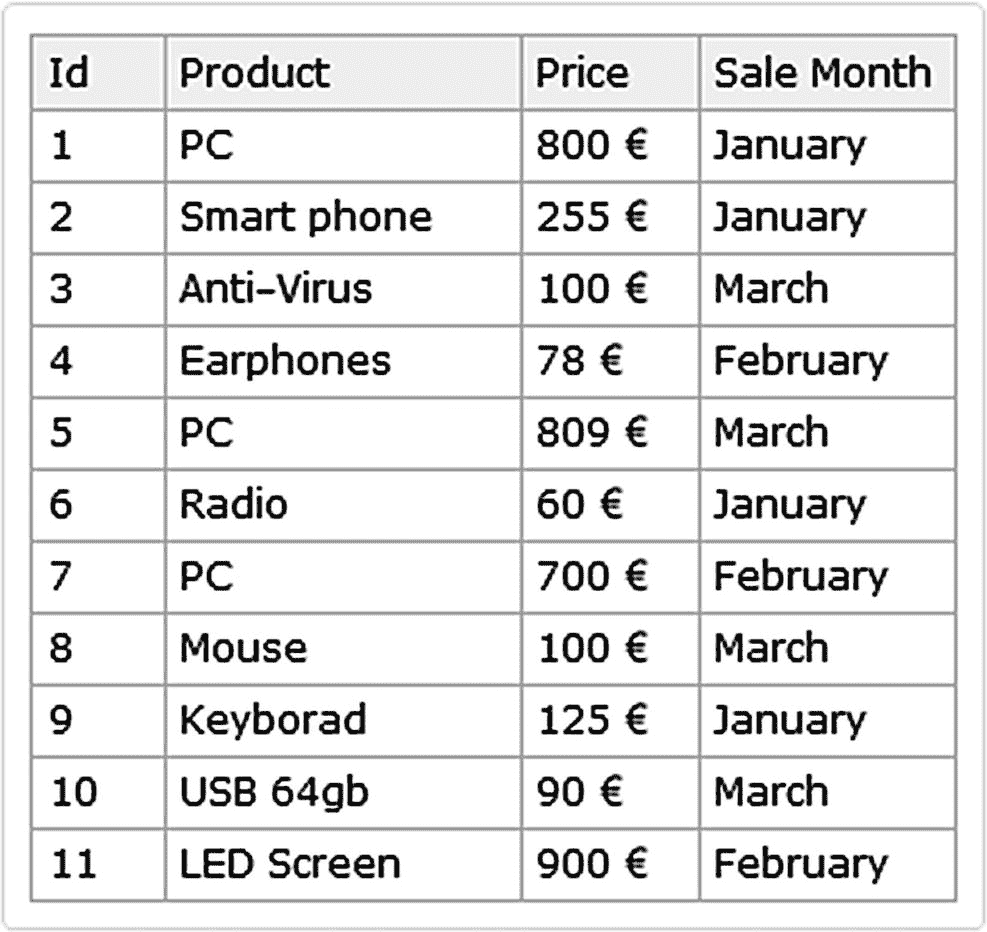 Id Product Price Sale Month
1 PC 800 € January
2 Smart phone 255 € January
3 Anti-Virus 100 € March
4 Earphones 78 € February
5 PC 809 € March
6 Radio 60 € January
7 PC 700 € February
8 Mouse 100 € March
9 Keyborad 125 € January
10 USB 64gb 90 € March
11 LED Screen 900 € February